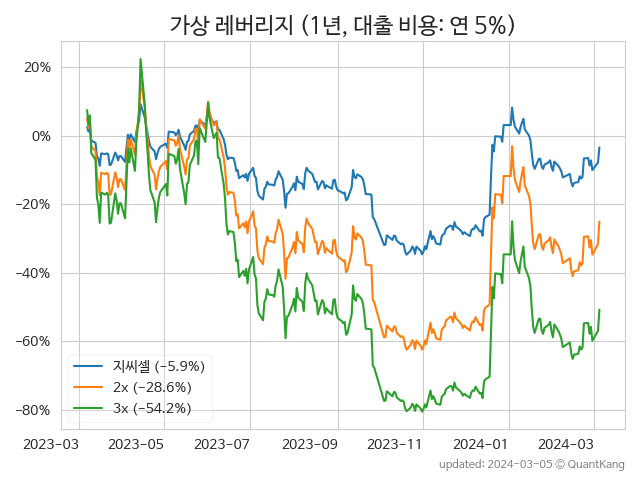 가상 레버리지 (1년, 대출 비용: 연 5%)
20%
0%
−20%
−40%
−60%
−80%
지씨셀 (−5.9%)
2x (−28.6%)
3x (−54.2%)
2023−03 2023−05 2023−07 2023−09 2023−11 2024−01 2024−03
updated: 2024-03-05 © QuantKang